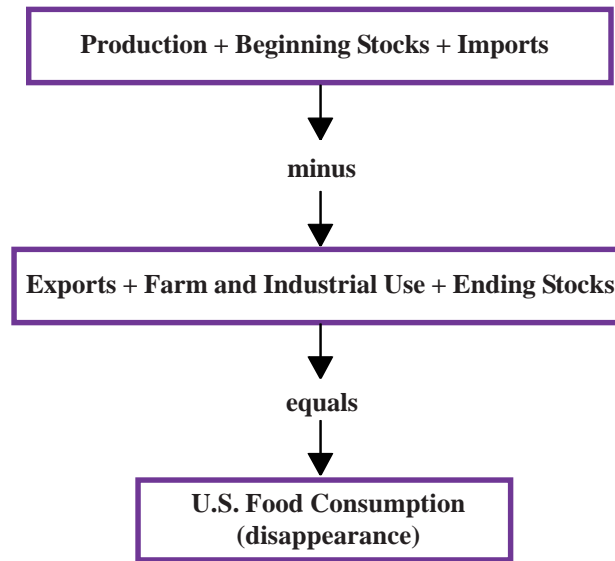 Production + Beginning Stocks + Imports
minus
Exports + Farm and Industrial Use + Ending Stocks
equals
U.S. Food Consumption
(disappearance)